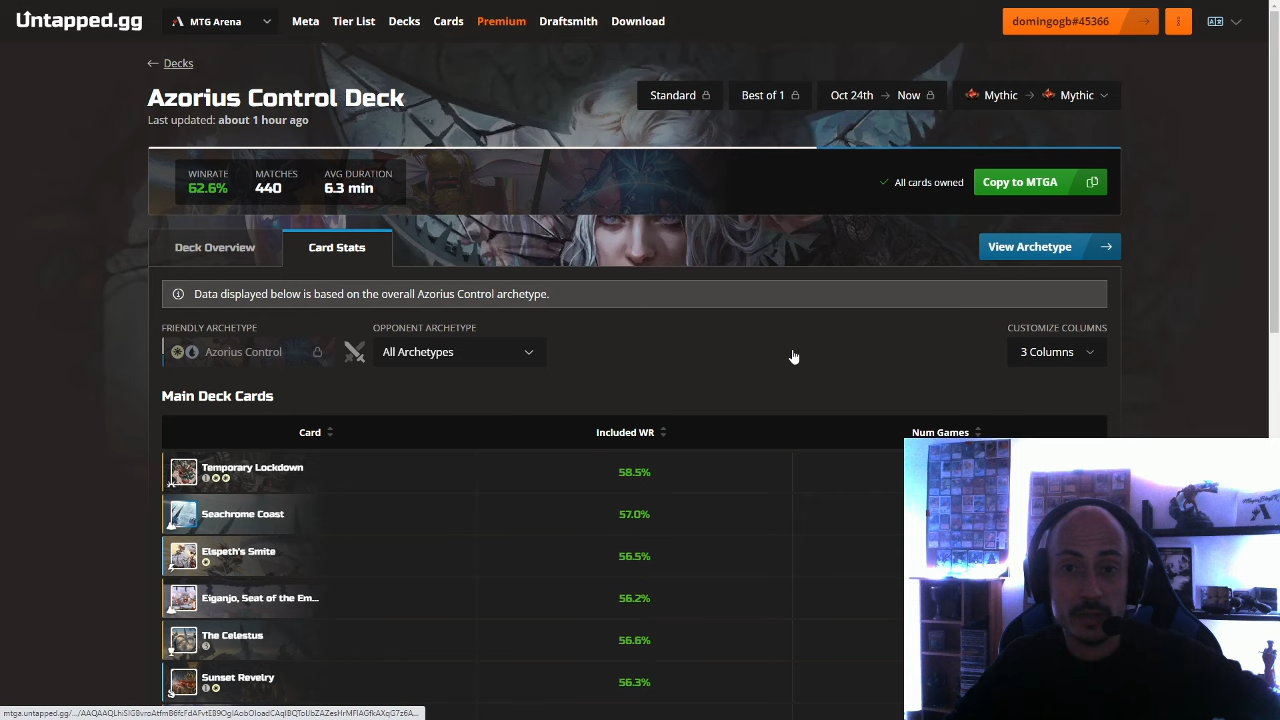 Untapped.gg
MTG Arena
Meta Tier List Decks Cards Premium Draftsmith Download
domingogb#45366
← Decks
Azorius Control Deck
Last updated: about 1 hour ago
Standard
Best of 1
Oct 24th → Now
Mythic → Mythic
WINRATE
62.6%
MATCHES
440
AVG DURATION
6.3 min
All cards owned
Copy to MTGA
Deck Overview
Card Stats
View Archetype →
Data displayed below is based on the overall Azorius Control archetype.
FRIENDLY ARCHETYPE
Azorius Control
OPPONENT ARCHETYPE
All Archetypes
CUSTOMIZE COLUMNS
3 Columns
Main Deck Cards
Card Included WR Num Games
Temporary Lockdown 58.5%
Seachrome Coast 57.0%
Elspeth's Smite 56.5%
Eiganjo, Seat of the Em... 56.2%
The Celestus 56.6%
Sunset Revelry 56.3%